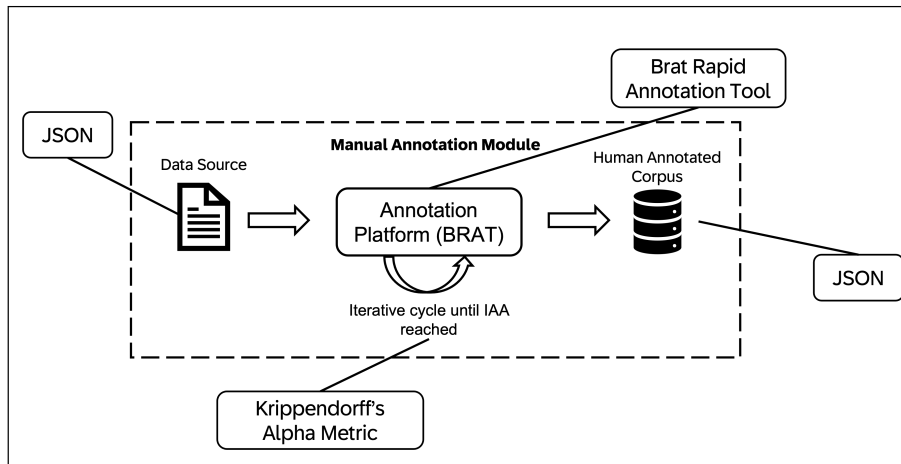 Brat Rapid
Annotation Tool
JSON
Manual Annotation Module
Data Source
Human Annotated
Corpus
Annotation
Platform (BRAT)
JSON
Iterative cycle until IAA
reached
Krippendorff's
Alpha Metric